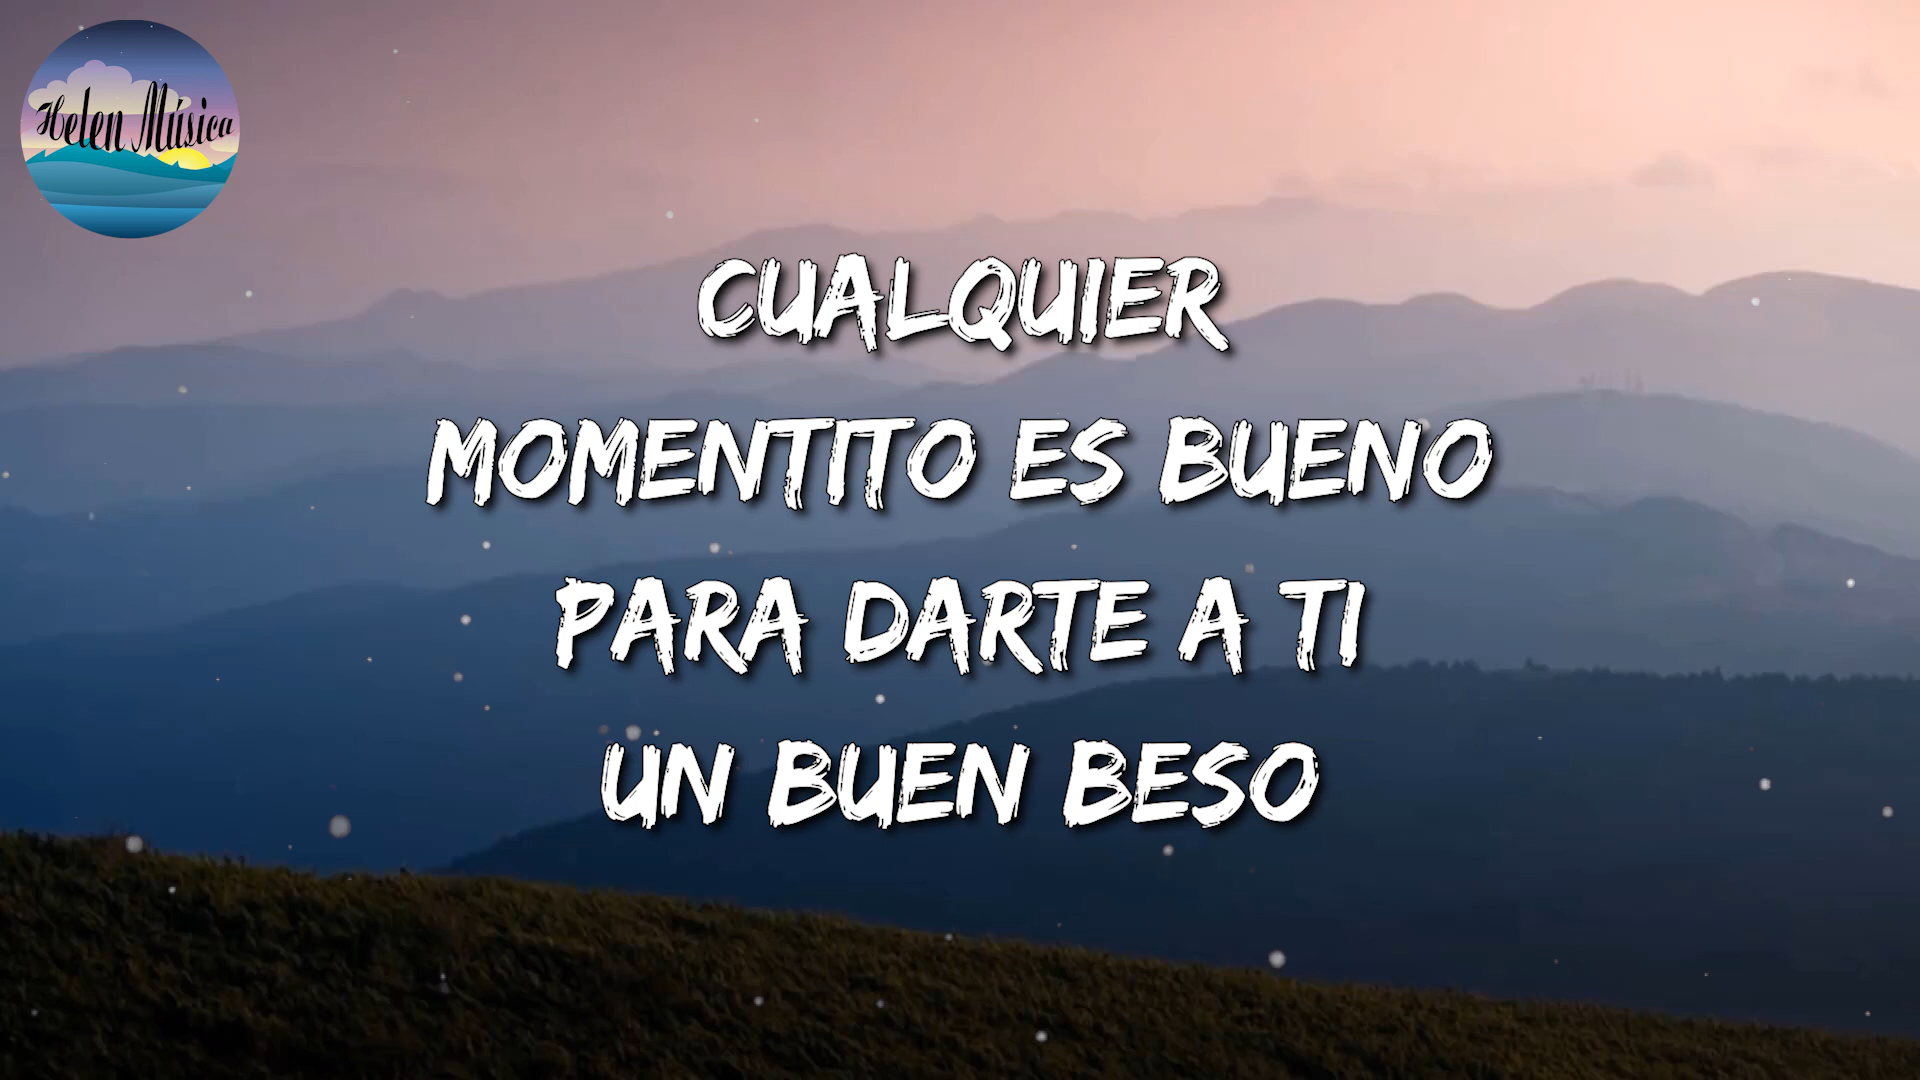 Helen Música
CUALQUIER
MOMENTITO ES BUENO
PARA DARTE A TI
UN BUEN BESO